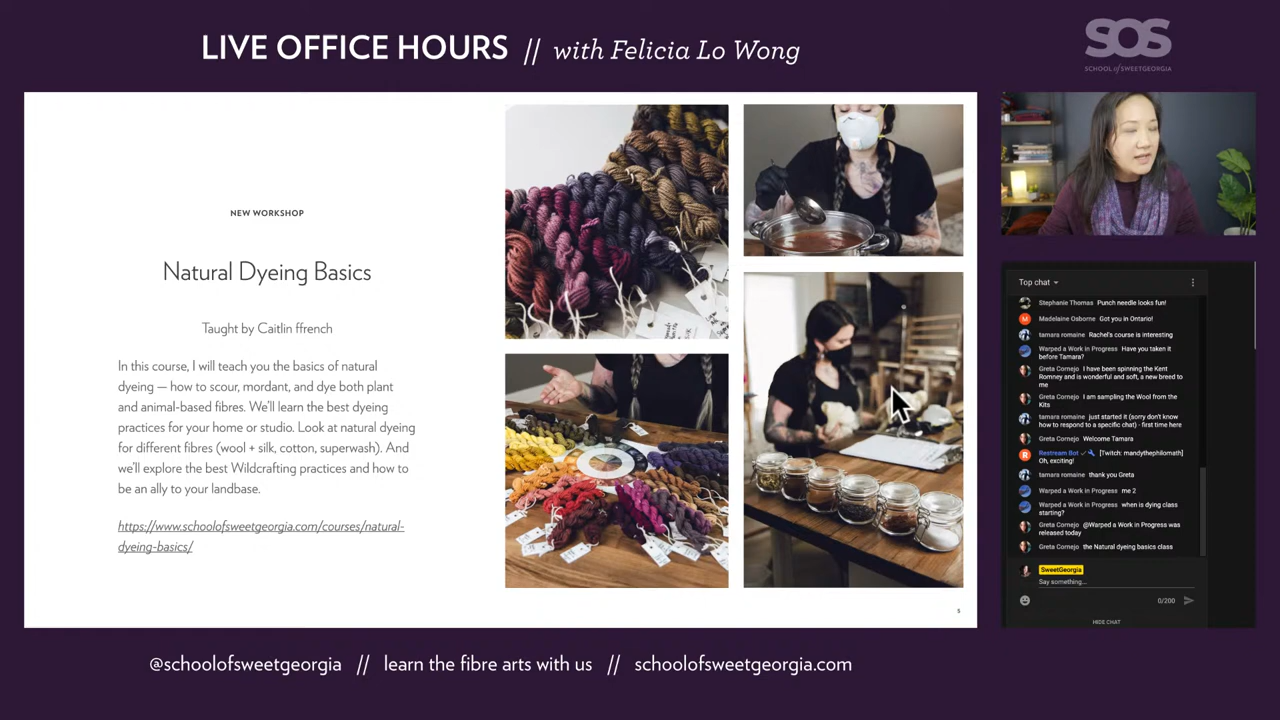 LIVE OFFICE HOURS // with Felicia Lo Wong
SOS
SCHOOL of SWEETGEORGIA
NEW WORKSHOP
Natural Dyeing Basics
Taught by Caitlin ffrench
In this course, I will teach you the basics of natural
dyeing — how to scour, mordant, and dye both plant
and animal-based fibres. We'll learn the best dyeing
practices for your home or studio. Look at natural dyeing
for different fibres (wool + silk, cotton, superwash). And
we'll explore the best Wildcrafting practices and how to
be an ally to your landbase.
https://www.schoolofsweetgeorgia.com/courses/natural-
dyeing-basics/
5
Top chat
Stephanie Thomas Punch needle looks fun!
M Madelaine Osborne Got you in Ontario!
tamara romaine Rachel's course is interesting
Warped a Work in Progress Have you taken it
before Tamara?
Greta Cornejo I have been spinning the Kent
Romney and is wonderful and soft, a new breed to
me
Greta Cornejo I am sampling the Wool from the
Kits
tamara romaine just started it (sorry don't know
how to respond to a specific chat) - first time here
Greta Cornejo Welcome Tamara
R Restream Bot [Twitch: mandythephilomath]
Oh, exciting!
tamara romaine thank you Greta
Warped a Work in Progress me 2
Warped a Work in Progress when is dying class
starting?
Greta Cornejo @Warped a Work in Progress was
released today
Greta Cornejo the Natural dyeing basics class
SweetGeorgia
Say something...
0/200
HIDE CHAT
@schoolofsweetgeorgia // learn the fibre arts with us // schoolofsweetgeorgia.com